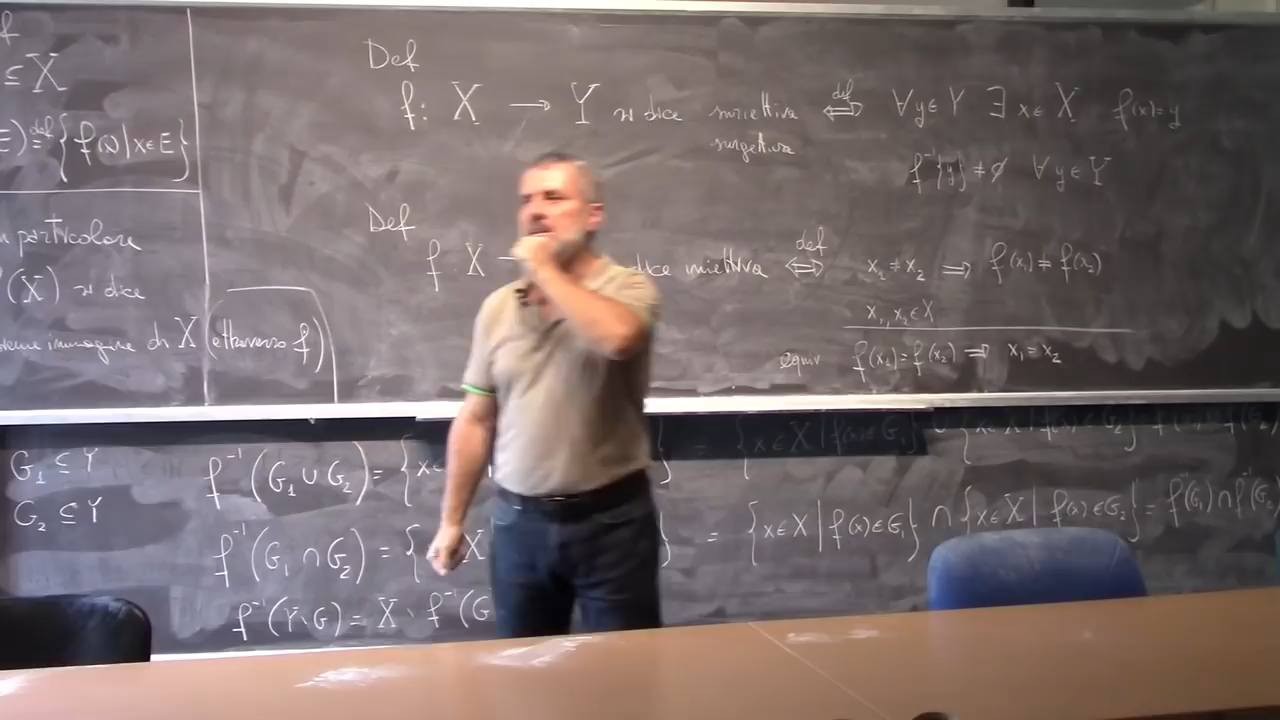 ⊆ X
E) =def {f(x) | x∈E}
particolare
(X) si dice
immagine di X (attraverso f)
Def
f: X → Y si dice suriettiva ⇔def ∀y∈Y ∃x∈X f(x)=y
surgettiva
f⁻¹{y} ≠ ∅ ∀y∈Y
Def
f: X → dice iniettiva ⇔def x₁ ≠ x₂ ⇒ f(x₁) ≠ f(x₂)
x₁, x₂ ∈ X
equiv f(x₁) = f(x₂) ⇒ x₁ = x₂
G₁ ⊆ Y
G₂ ⊆ Y
f⁻¹(G₁ ∪ G₂) = {x∈ } = {x∈X | f(x)∈G₁} ∪ {x∈X | f(x)∈G₂}
f⁻¹(G₁ ∩ G₂) = { X } = {x∈X | f(x)∈G₁} ∩ {x∈X | f(x)∈G₂} = f⁻¹(G₁) ∩ f⁻¹(G₂
f⁻¹(Y∖G) = X ∖ f⁻¹(G